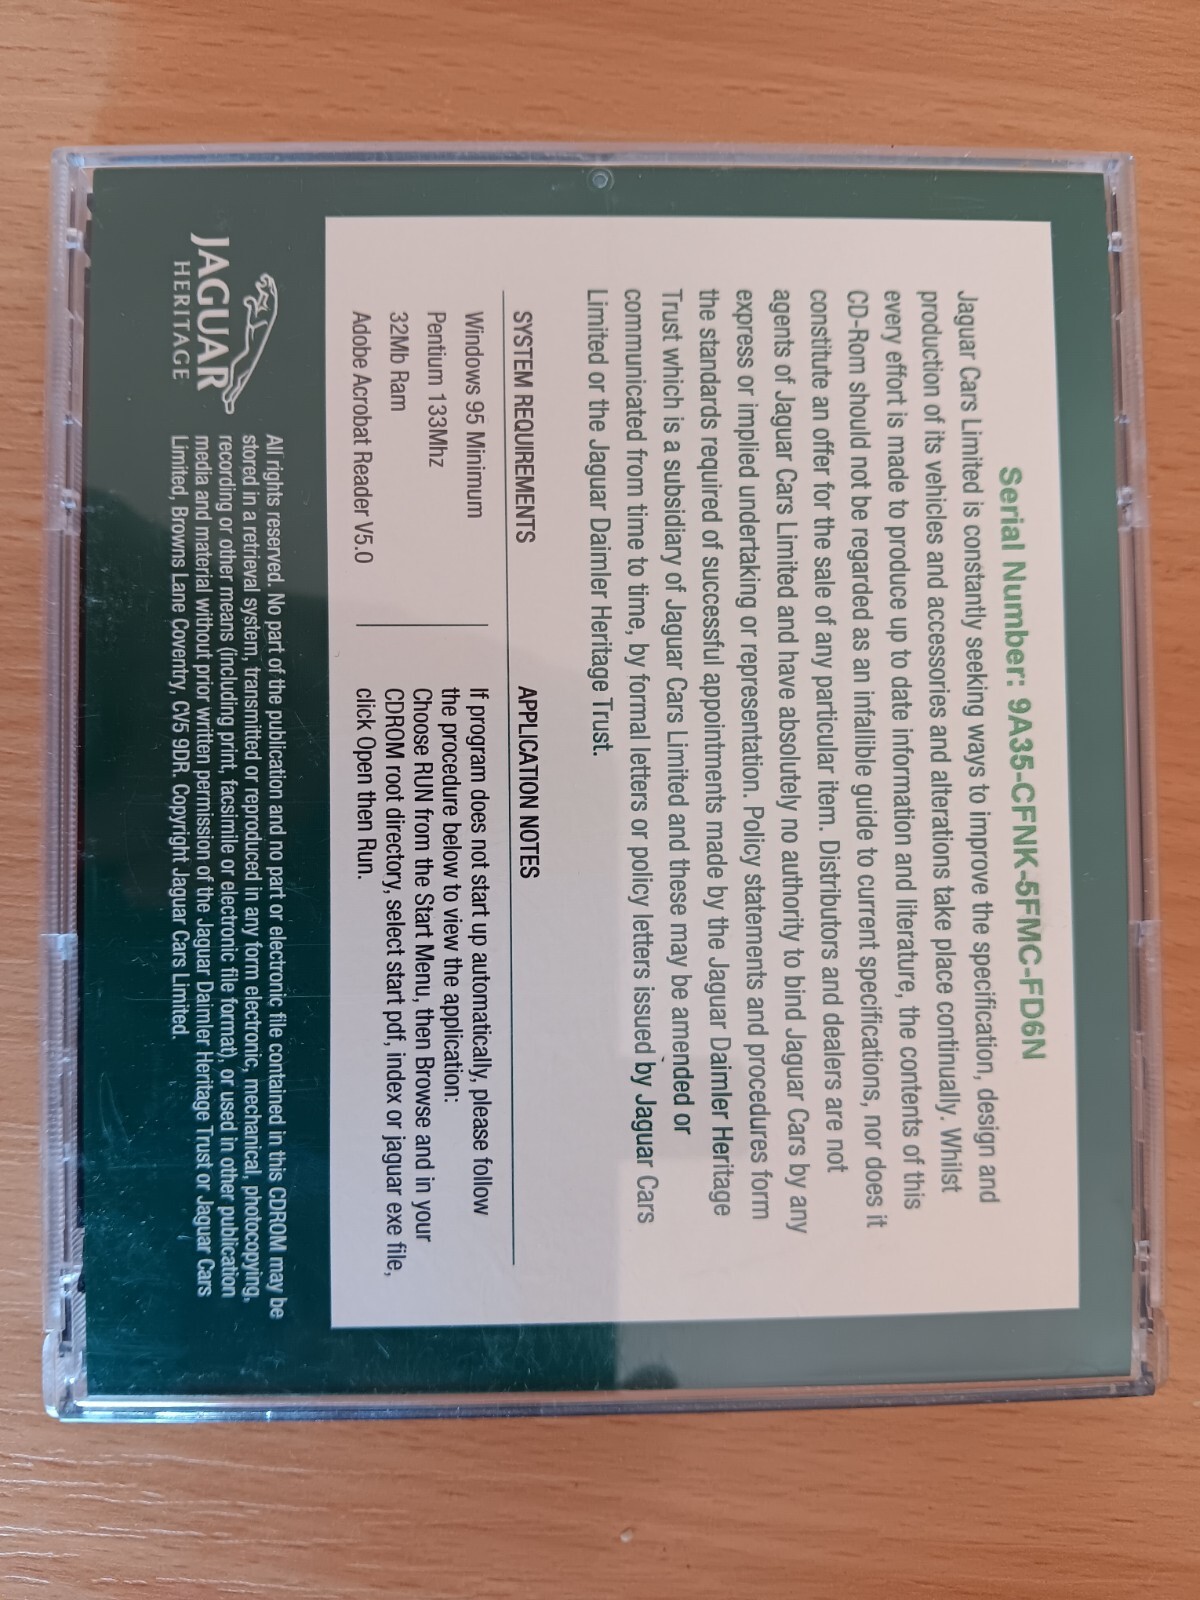 Serial Number: 9A35-CFNK-5FMC-FD6N
Jaguar Cars Limited is constantly seeking ways to improve the specification, design and
production of its vehicles and accessories and alterations take place continually. Whilst
every effort is made to produce up to date information and literature, the contents of this
CD-Rom should not be regarded as an infallible guide to current specifications, nor does it
constitute an offer for the sale of any particular item. Distributors and dealers are not
agents of Jaguar Cars Limited and have absolutely no authority to bind Jaguar Cars by any
express or implied undertaking or representation. Policy statements and procedures form
the standards required of successful appointments made by the Jaguar Daimler Heritage
Trust which is a subsidiary of Jaguar Cars Limited and these may be amended or
communicated from time to time, by formal letters or policy letters issued by Jaguar Cars
Limited or the Jaguar Daimler Heritage Trust.
SYSTEM REQUIREMENTS
Windows 95 Minimum
Pentium 133Mhz
32Mb Ram
Adobe Acrobat Reader V5.0
APPLICATION NOTES
If program does not start up automatically, please follow
the procedure below to view the application:
Choose RUN from the Start Menu, then Browse and in your
CDROM root directory, select start pdf, index or jaguar exe file,
click Open then Run.
JAGUAR
HERITAGE
All rights reserved. No part of the publication and no part or electronic file contained in this CDROM may be
stored in a retrieval system, transmitted or reproduced in any form electronic, mechanical, photocopying,
recording or other means (including print, facsimile or electronic file format), or used in other publication
media and material without prior written permission of the Jaguar Daimler Heritage Trust or Jaguar Cars
Limited, Browns Lane Coventry, CV5 9DR. Copyright Jaguar Cars Limited.